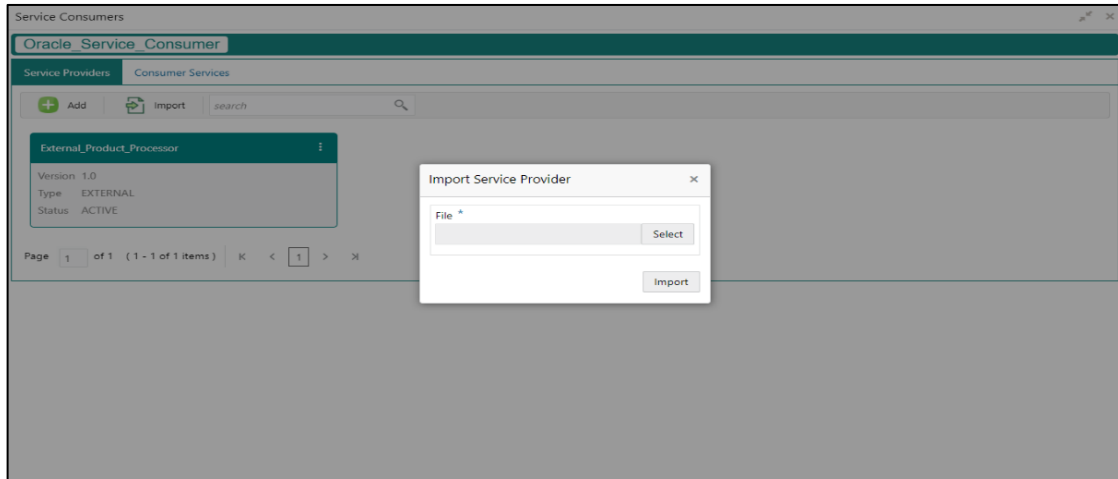 Service Consumers
Oracle_Service_Consumer
Service Providers Consumer Services
Add Import search
External_Product_Processor
Version 1.0
Type EXTERNAL
Status ACTIVE
Page 1 of 1 (1 - 1 of 1 items) 1
Import Service Provider
File *
Select
Import